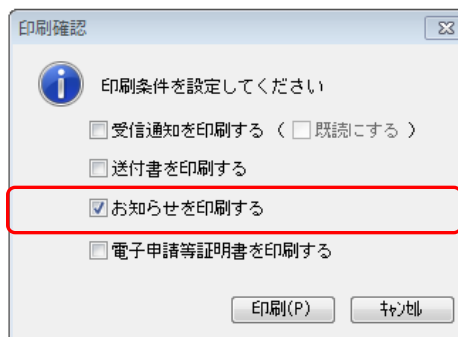 印刷確認
印刷条件を設定してください
受信通知を印刷する ( 既読にする )
送付書を印刷する
お知らせを印刷する
電子申請等証明書を印刷する
印刷(P) ｷｬﾝｾﾙ